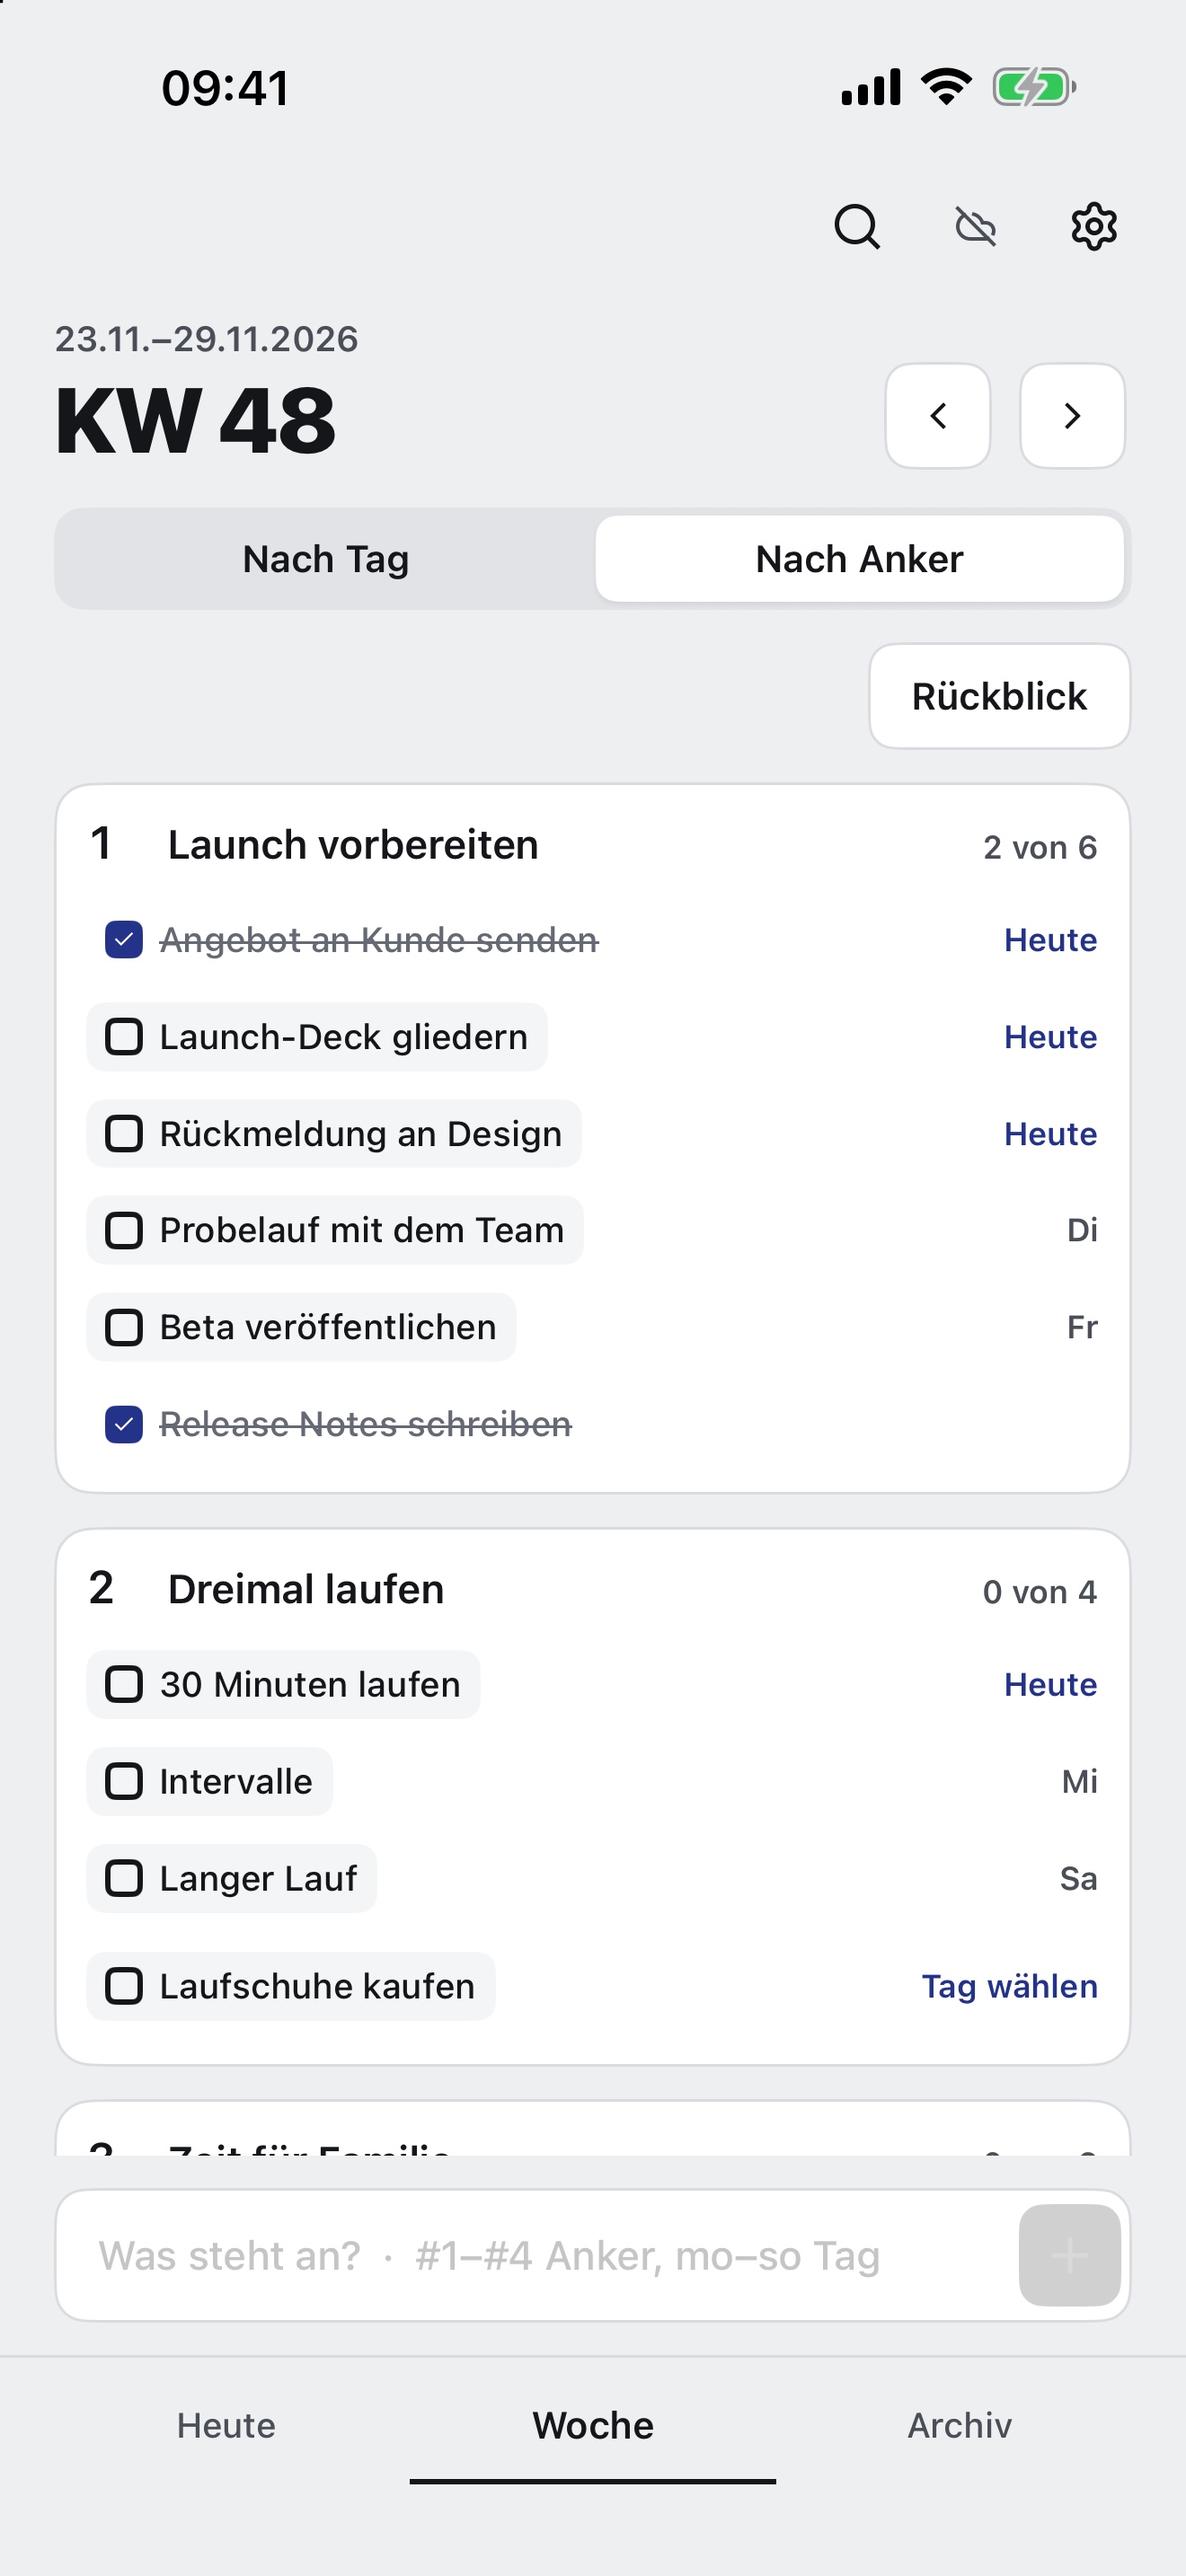 09:41
23.11.–29.11.2026
KW 48
Nach Tag
Nach Anker
Rückblick
1 Launch vorbereiten 2 von 6
Angebot an Kunde senden Heute
Launch-Deck gliedern Heute
Rückmeldung an Design Heute
Probelauf mit dem Team Di
Beta veröffentlichen Fr
Release Notes schreiben
2 Dreimal laufen 0 von 4
30 Minuten laufen Heute
Intervalle Mi
Langer Lauf Sa
Laufschuhe kaufen Tag wählen
Zeit für Familie
Was steht an? · #1–#4 Anker, mo–so Tag
Heute Woche Archiv